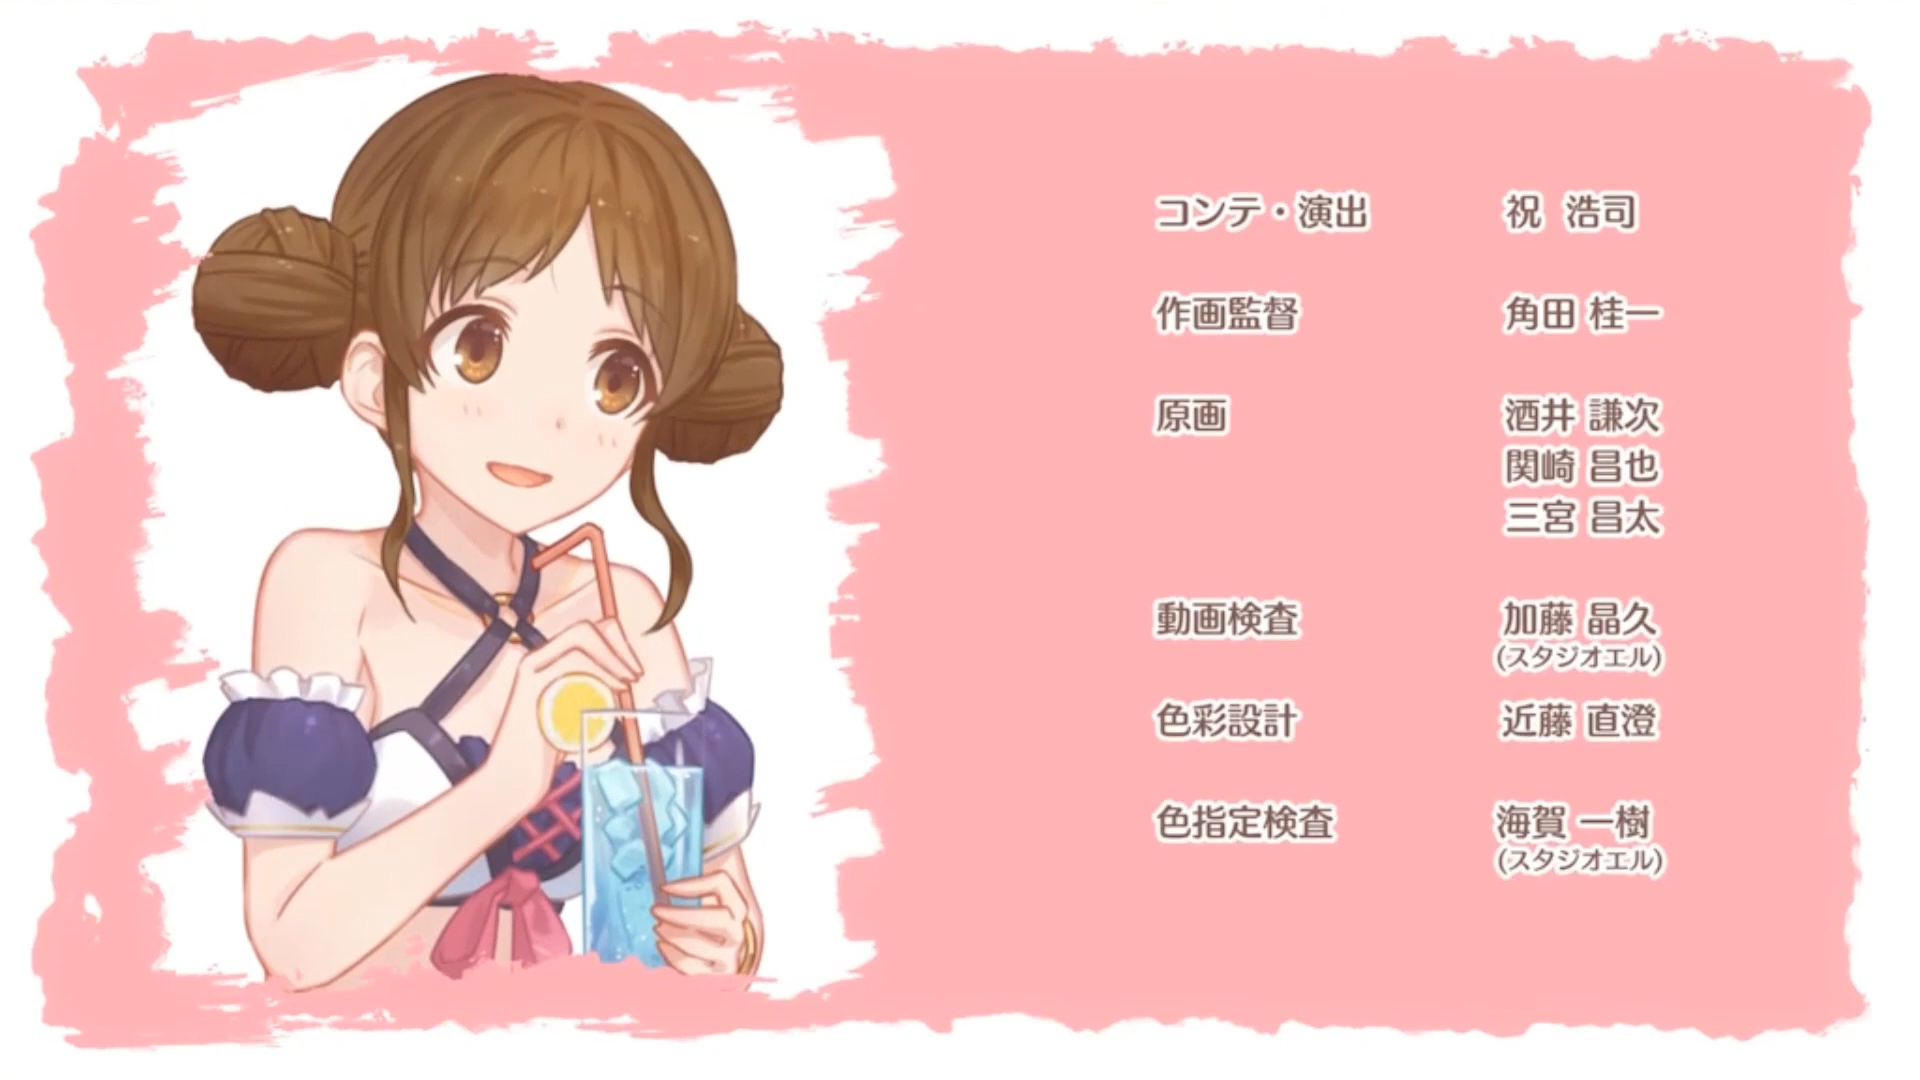 コンテ・演出 祝 浩司
作画監督 角田 桂一
原画 酒井 謙次
関崎 昌也
三宮 昌太
動画検査 加藤 晶久
(スタジオエル)
色彩設計 近藤 直澄
色指定検査 海賀 一樹
(スタジオエル)